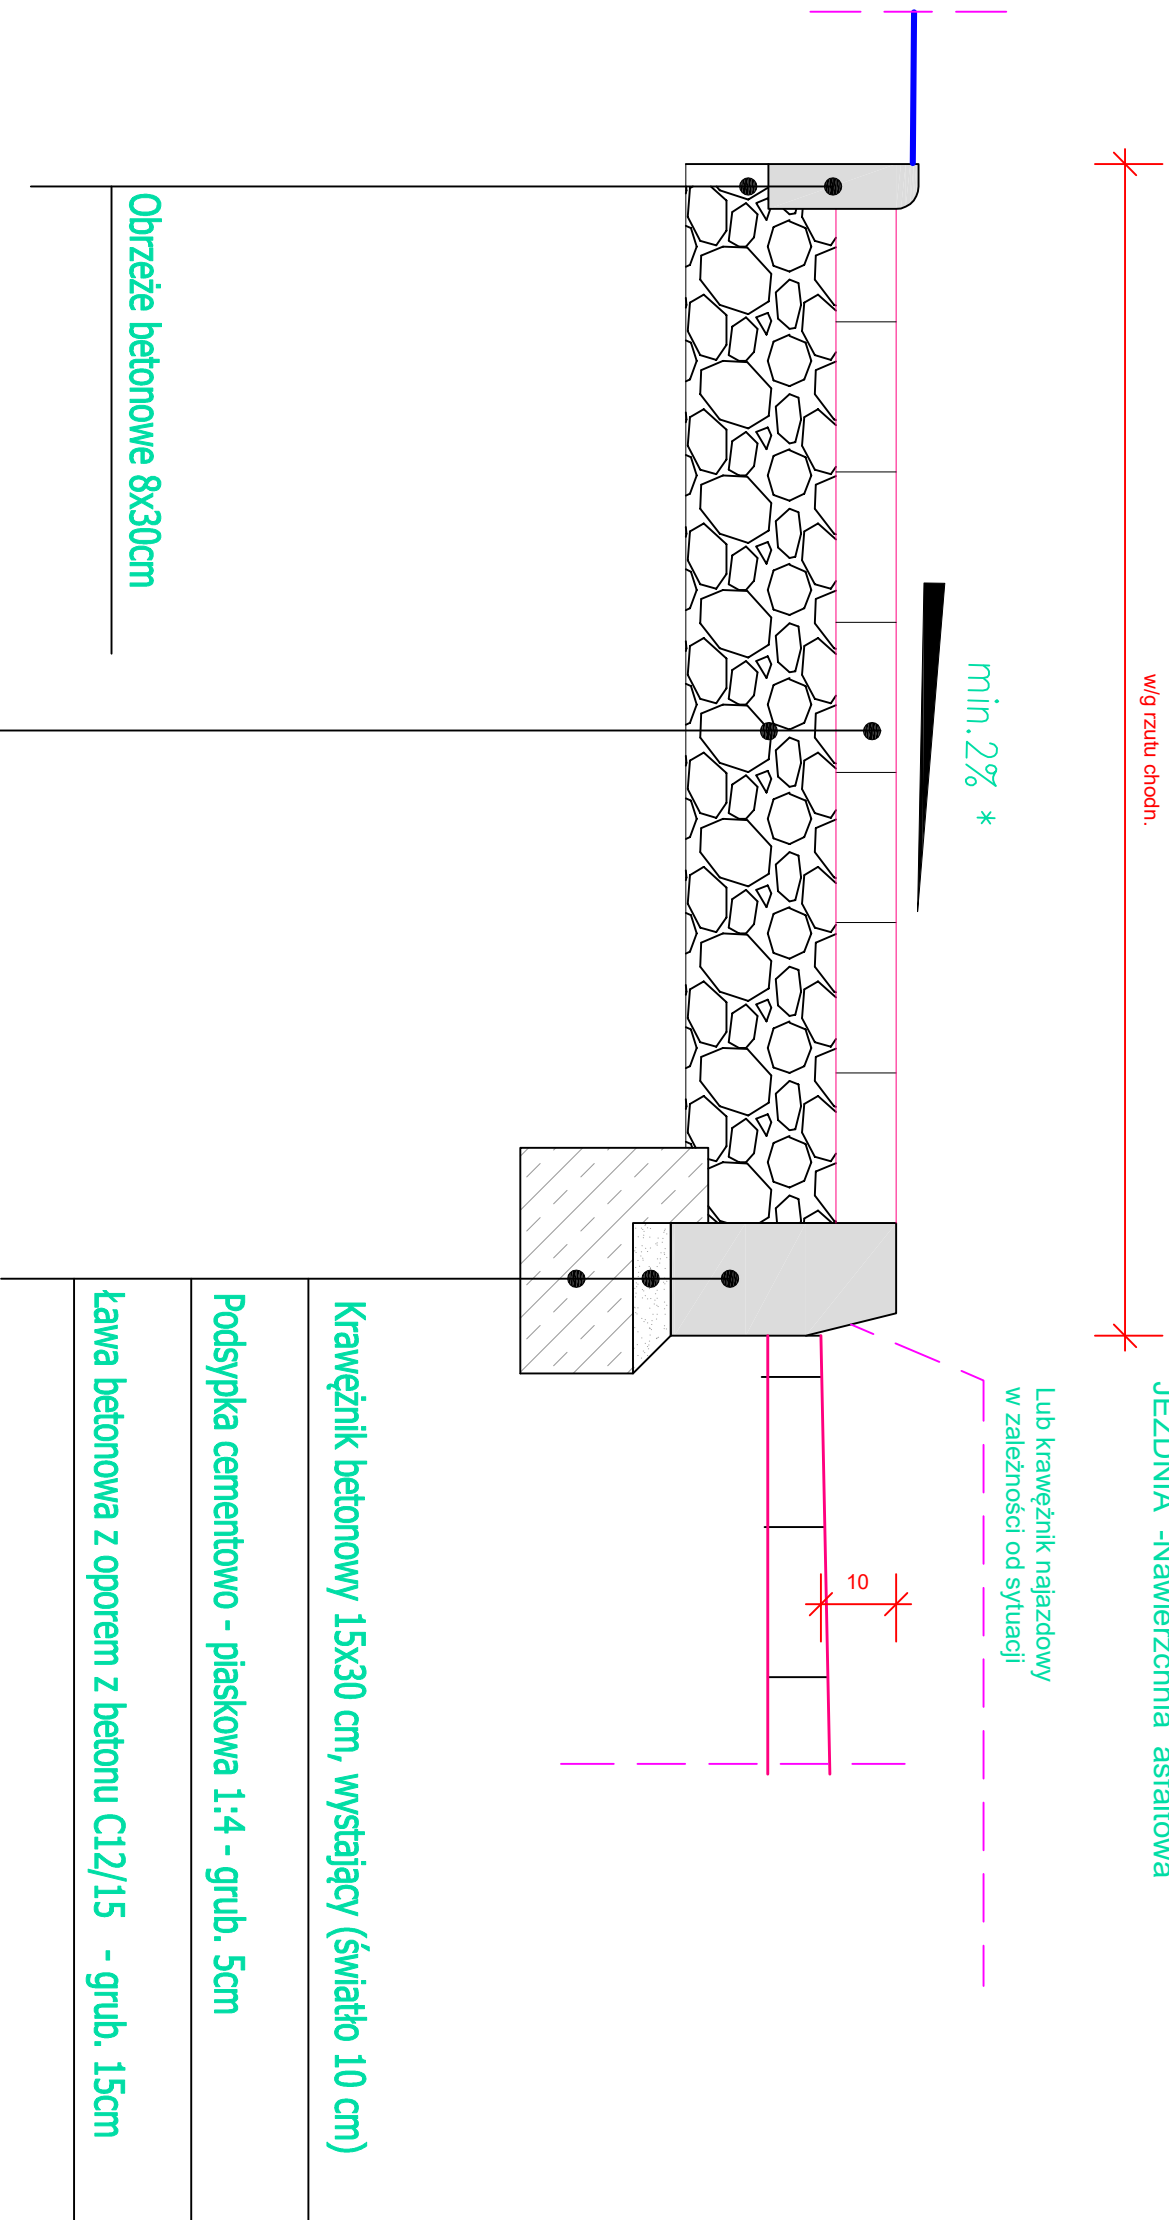 w/g rzutu chodn.
JEZDNIA -Nawierzchnia asfaltowa
Lub krawężnik najazdowy
w zależności od sytuacji
min.2% *
10
Krawężnik betonowy 15x30 cm, wystający (światło 10 cm)
Podsypka cementowo - piaskowa 1:4 - grub. 5cm
Ława betonowa z oporem z betonu C12/15 - grub. 15cm
Obrzeże betonowe 8x30cm